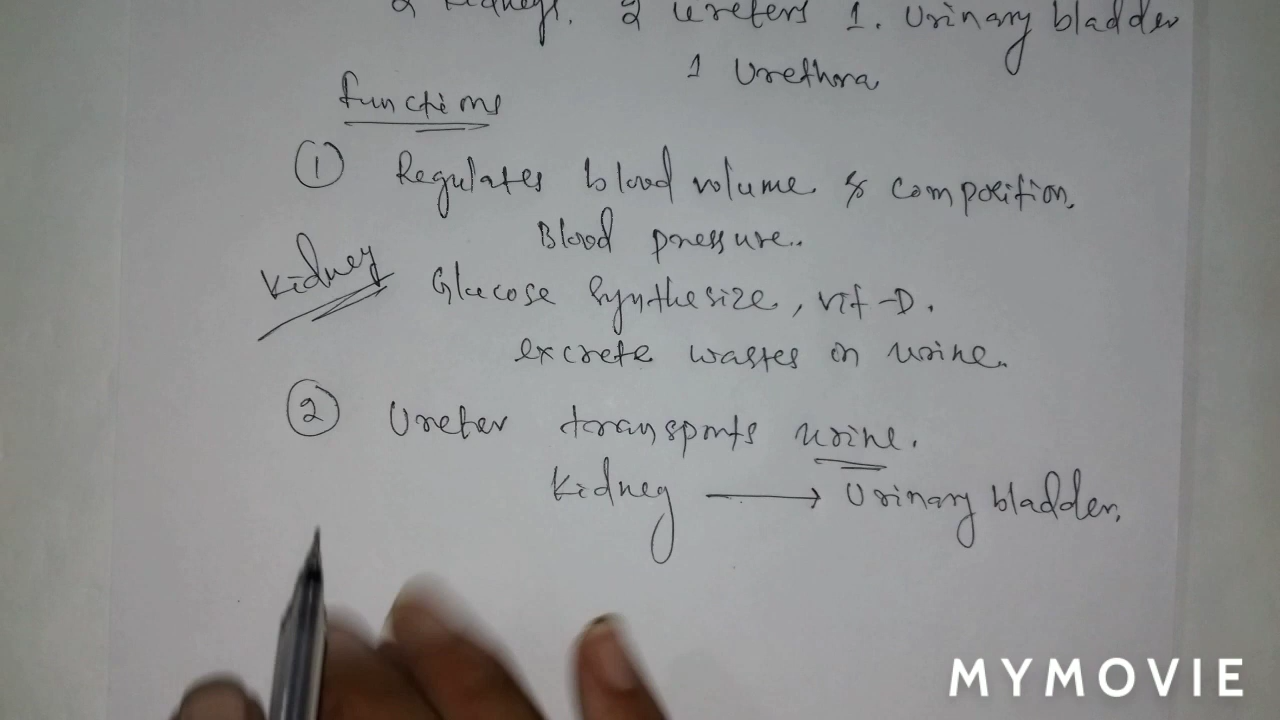 2 kidneys. 2 ureters 1. Urinary bladder
1 Urethra
functions
① Regulates blood volume & composition.
Blood pressure..
Kidney
Glucose synthesize, vit-D.
excrete wastes in urine.
② Ureter transports urine.
Kidney → Urinary bladder.
MYMOVIE